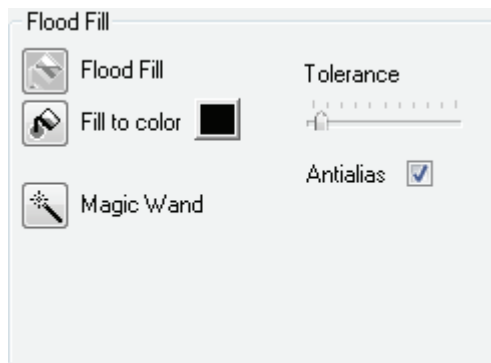 Flood Fill
Flood Fill
Tolerance
Fill to color
Antialias
Magic Wand